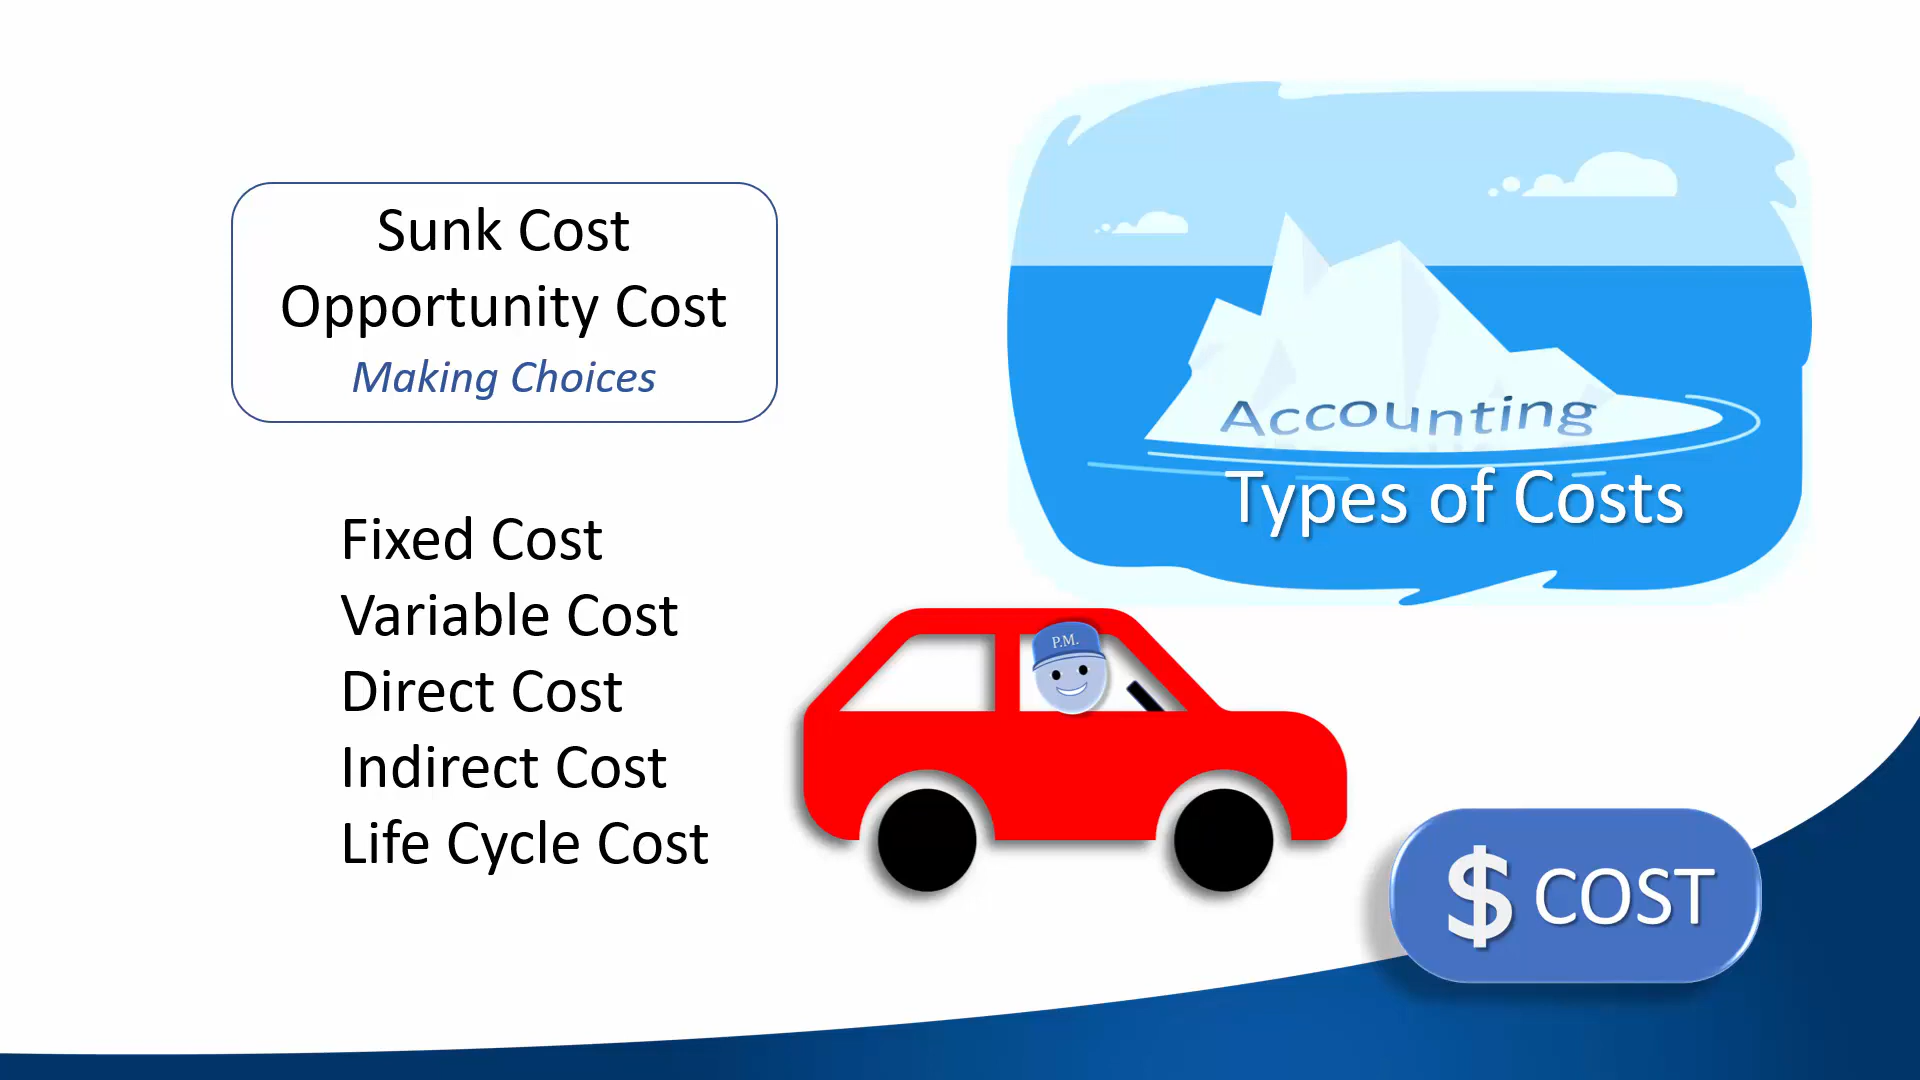 Sunk Cost
Opportunity Cost
Making Choices
Fixed Cost
Variable Cost
Direct Cost
Indirect Cost
Life Cycle Cost
Accounting
Types of Costs
P.M.
$ COST